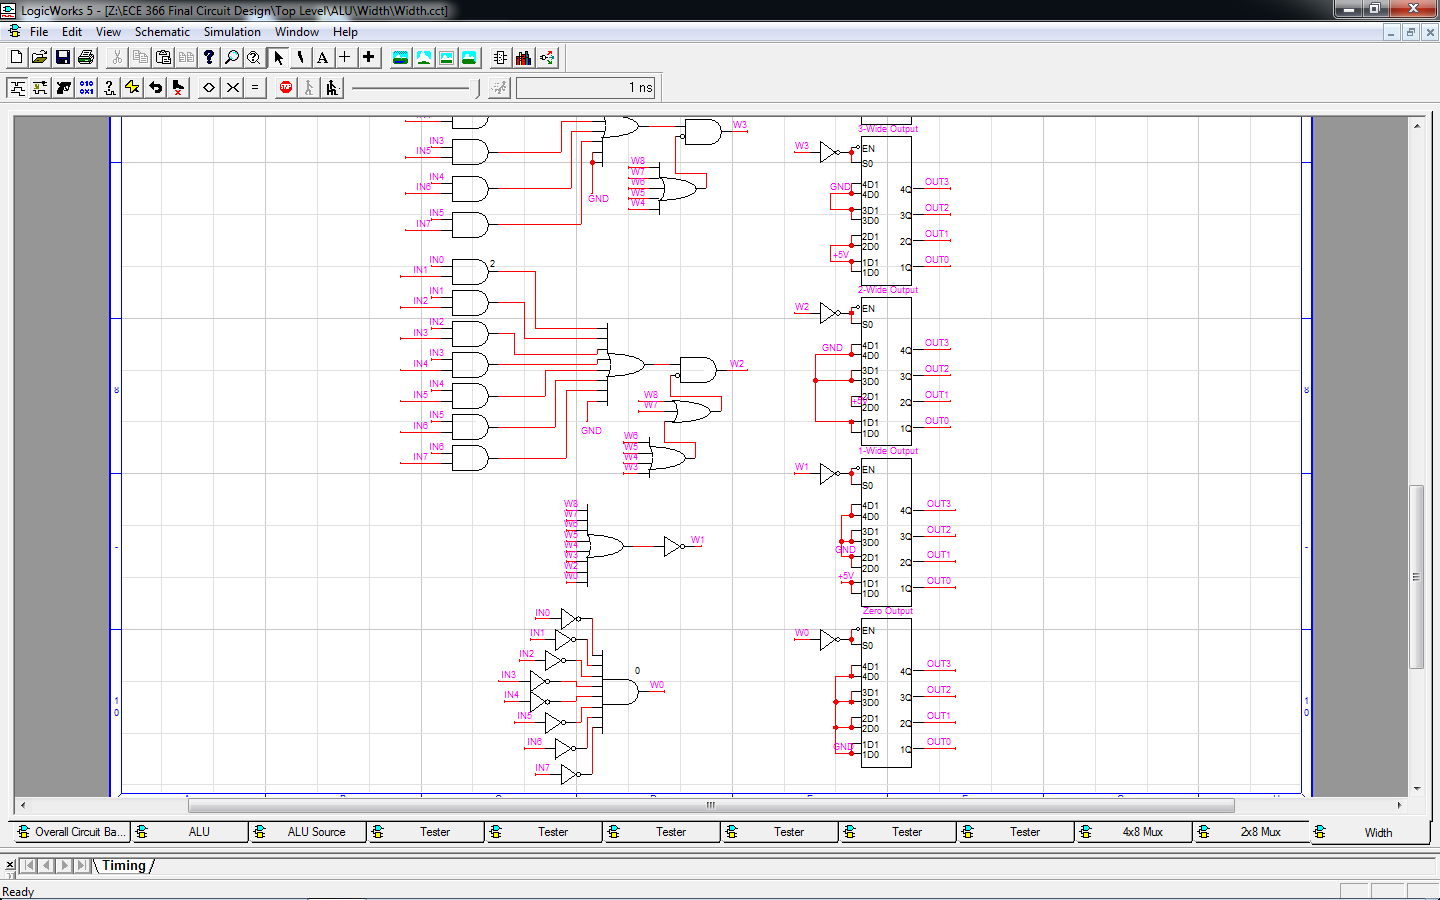 LogicWorks 5 - [Z:\ECE 366 Final Circuit Design\Top Level\ALU\Width\Width.cct]
File Edit View Schematic Simulation Window Help
1 ns
IN3
IN5
IN4
IN6
IN5
IN7
GND
W3
W8
W7
W6
W5
W4
IN0
IN1
2
IN1
IN2
IN2
IN3
IN3
IN4
IN4
IN5
IN5
IN6
IN6
IN7
GND
W2
W8
W7
W6
W5
W4
W3
W8
W7
W6
W5
W4
W3
W2
W0
W1
IN0
IN1
IN2
IN3
IN4
IN5
IN6
IN7
0
W0
3-Wide Output
W3
EN
S0
GND
4D1
4D0
3D1
3D0
2D1
2D0
+5V
1D1
1D0
4Q OUT3
3Q OUT2
2Q OUT1
1Q OUT0
2-Wide Output
W2
EN
S0
GND
4D1
4D0
3D1
3D0
+5V
2D1
2D0
1D1
1D0
4Q OUT3
3Q OUT2
2Q OUT1
1Q OUT0
1-Wide Output
W1
EN
S0
4D1
4D0
3D1
3D0
GND
2D1
2D0
+5V
1D1
1D0
4Q OUT3
3Q OUT2
2Q OUT1
1Q OUT0
Zero Output
W0
EN
S0
4D1
4D0
3D1
3D0
2D1
2D0
GND
1D1
1D0
4Q OUT3
3Q OUT2
2Q OUT1
1Q OUT0
8
8
10
10
Overall Circuit Ba... ALU ALU Source Tester Tester Tester Tester Tester Tester 4x8 Mux 2x8 Mux Width
Timing
Ready